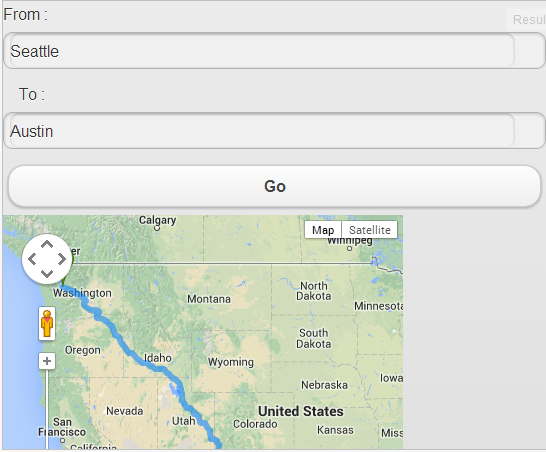 From :
Resul
Seattle
To :
Austin
Go
Calgary
Map Satellite
Winnipeg
Washington
Montana
North
Dakota
Minnesota
South
Dakota
Oregon
Idaho
Wyoming
Nebraska
Iowa
Nevada
Utah
United States
Colorado
Kansas
Miss
San
Francisco
California